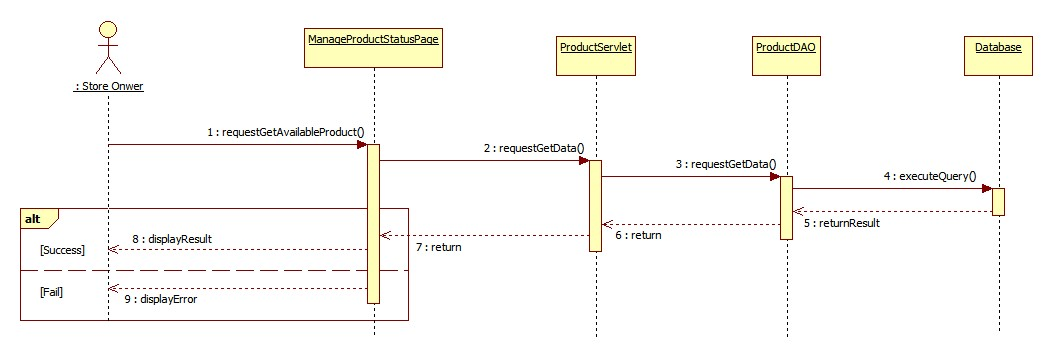 ManageProductStatusPage
ProductServlet
ProductDAO
Database
: Store Onwer
1 : requestGetAvailableProduct()
2 : requestGetData()
3 : requestGetData()
4 : executeQuery()
alt
5 : returnResult
6 : return
7 : return
8 : displayResult
[Success]
[Fail]
9 : displayError